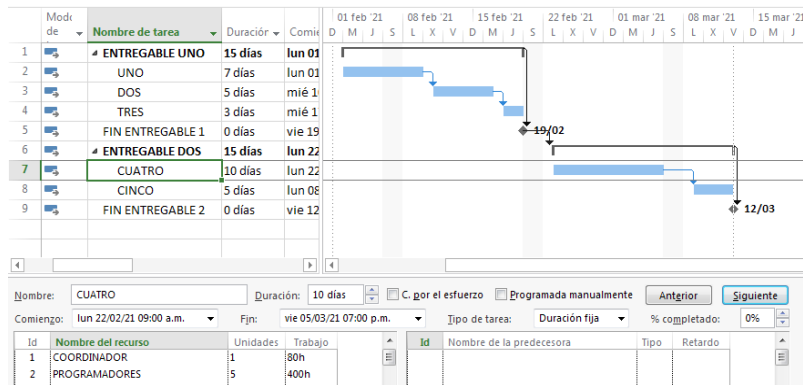 Modo de Nombre de tarea Duración Comie
01 feb '21 08 feb '21 15 feb '21 22 feb '21 01 mar '21 08 mar '21 15 mar '2
D M J S L X V D M J S L X V D M J S L X V D M J
1 ENTREGABLE UNO 15 días lun 01
2 UNO 7 días lun 01
3 DOS 5 días mié 1
4 TRES 3 días mié 1
5 FIN ENTREGABLE 1 0 días vie 19 19/02
6 ENTREGABLE DOS 15 días lun 22
7 CUATRO 10 días lun 22
8 CINCO 5 días lun 08
9 FIN ENTREGABLE 2 0 días vie 12 12/03
Nombre: CUATRO Duración: 10 días C. por el esfuerzo Programada manualmente Anterior Siguiente
Comienzo: lun 22/02/21 09:00 a.m. Fin: vie 05/03/21 07:00 p.m. Tipo de tarea: Duración fija % completado: 0%
Id Nombre del recurso Unidades Trabajo Id Nombre de la predecesora Tipo Retardo
1 COORDINADOR 1 80h
2 PROGRAMADORES 5 400h